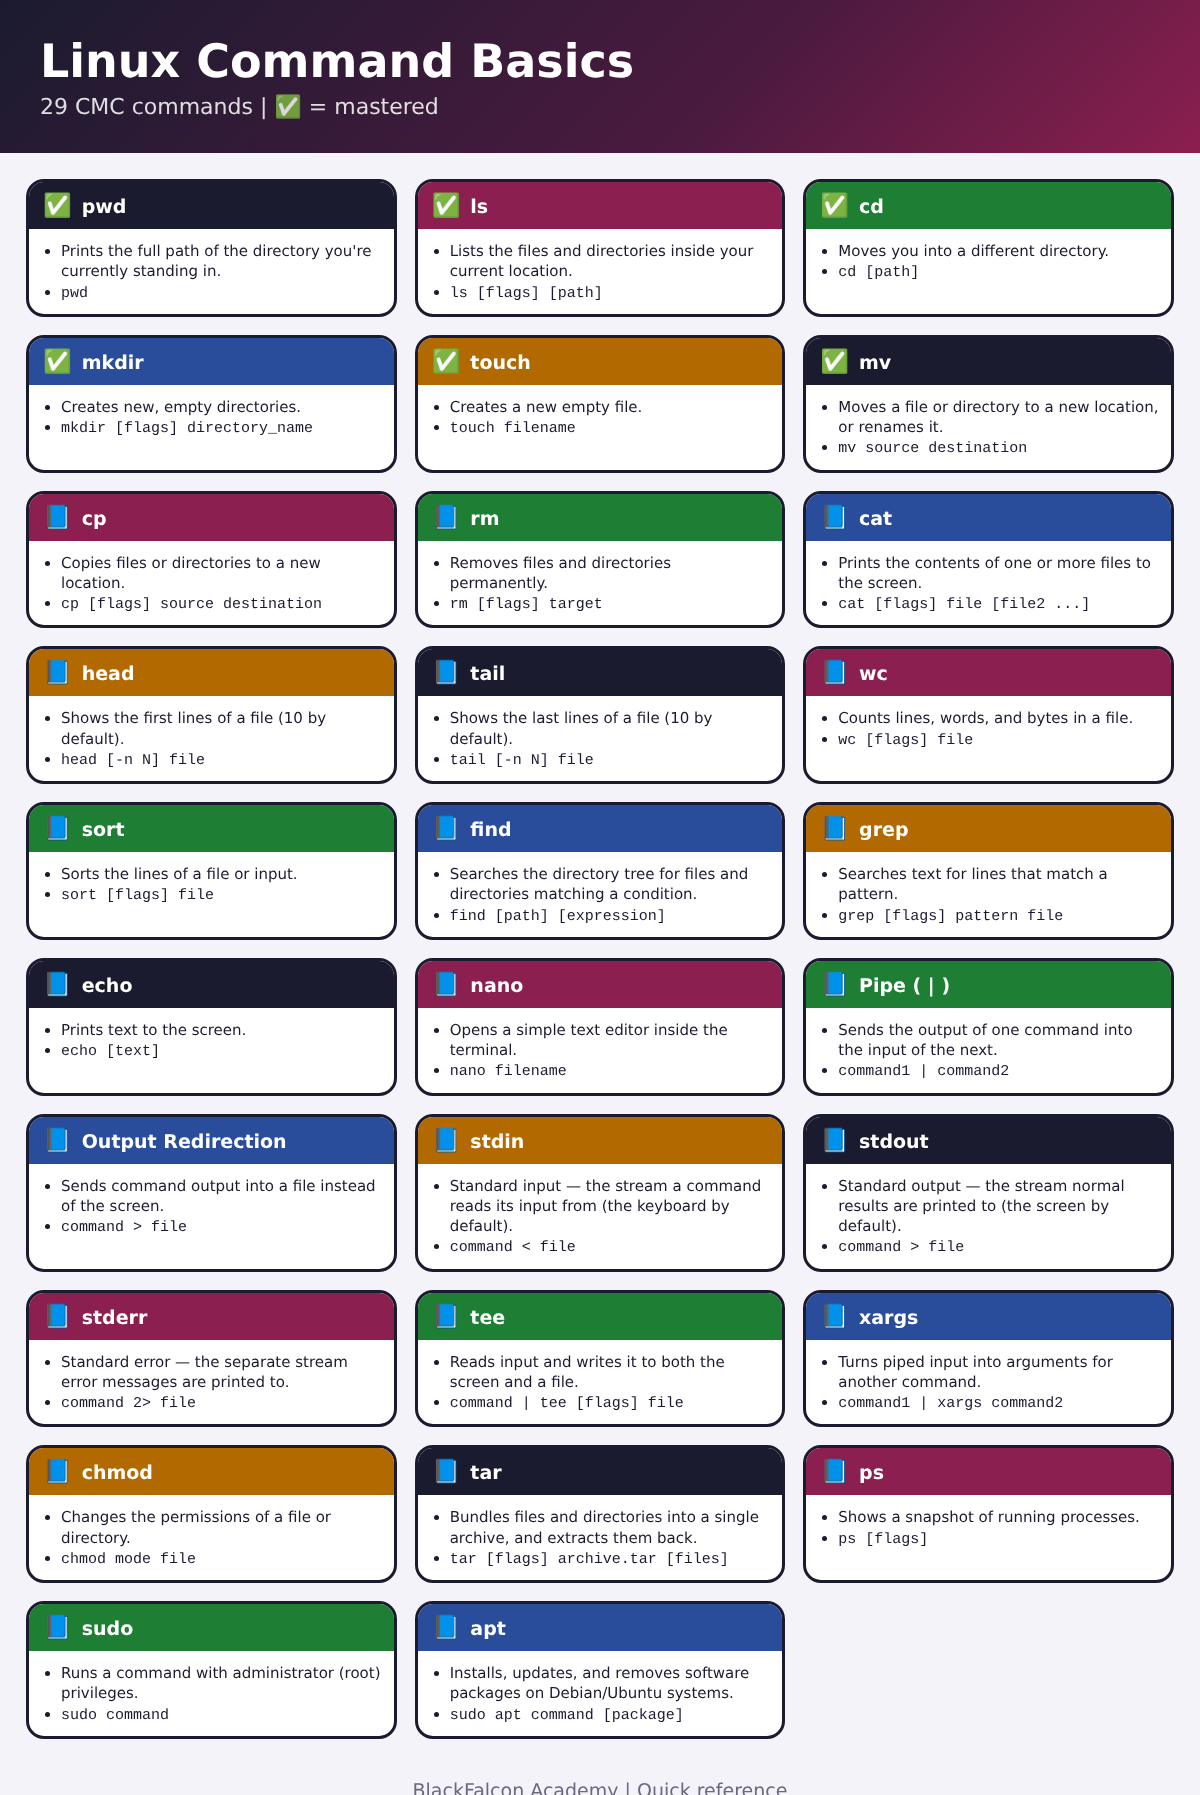 Linux Command Basics
29 CMC commands | ✅ = mastered
✅ pwd
• Prints the full path of the directory you're
currently standing in.
• pwd
✅ ls
• Lists the files and directories inside your
current location.
• ls [flags] [path]
✅ cd
• Moves you into a different directory.
• cd [path]
✅ mkdir
• Creates new, empty directories.
• mkdir [flags] directory_name
✅ touch
• Creates a new empty file.
• touch filename
✅ mv
• Moves a file or directory to a new location,
or renames it.
• mv source destination
📘 cp
• Copies files or directories to a new
location.
• cp [flags] source destination
📘 rm
• Removes files and directories
permanently.
• rm [flags] target
📘 cat
• Prints the contents of one or more files to
the screen.
• cat [flags] file [file2 ...]
📘 head
• Shows the first lines of a file (10 by
default).
• head [-n N] file
📘 tail
• Shows the last lines of a file (10 by
default).
• tail [-n N] file
📘 wc
• Counts lines, words, and bytes in a file.
• wc [flags] file
📘 sort
• Sorts the lines of a file or input.
• sort [flags] file
📘 find
• Searches the directory tree for files and
directories matching a condition.
• find [path] [expression]
📘 grep
• Searches text for lines that match a
pattern.
• grep [flags] pattern file
📘 echo
• Prints text to the screen.
• echo [text]
📘 nano
• Opens a simple text editor inside the
terminal.
• nano filename
📘 Pipe ( | )
• Sends the output of one command into
the input of the next.
• command1 | command2
📘 Output Redirection
• Sends command output into a file instead
of the screen.
• command > file
📘 stdin
• Standard input — the stream a command
reads its input from (the keyboard by
default).
• command < file
📘 stdout
• Standard output — the stream normal
results are printed to (the screen by
default).
• command > file
📘 stderr
• Standard error — the separate stream
error messages are printed to.
• command 2> file
📘 tee
• Reads input and writes it to both the
screen and a file.
• command | tee [flags] file
📘 xargs
• Turns piped input into arguments for
another command.
• command1 | xargs command2
📘 chmod
• Changes the permissions of a file or
directory.
• chmod mode file
📘 tar
• Bundles files and directories into a single
archive, and extracts them back.
• tar [flags] archive.tar [files]
📘 ps
• Shows a snapshot of running processes.
• ps [flags]
📘 sudo
• Runs a command with administrator (root)
privileges.
• sudo command
📘 apt
• Installs, updates, and removes software
packages on Debian/Ubuntu systems.
• sudo apt command [package]
BlackFalcon Academy | Quick reference